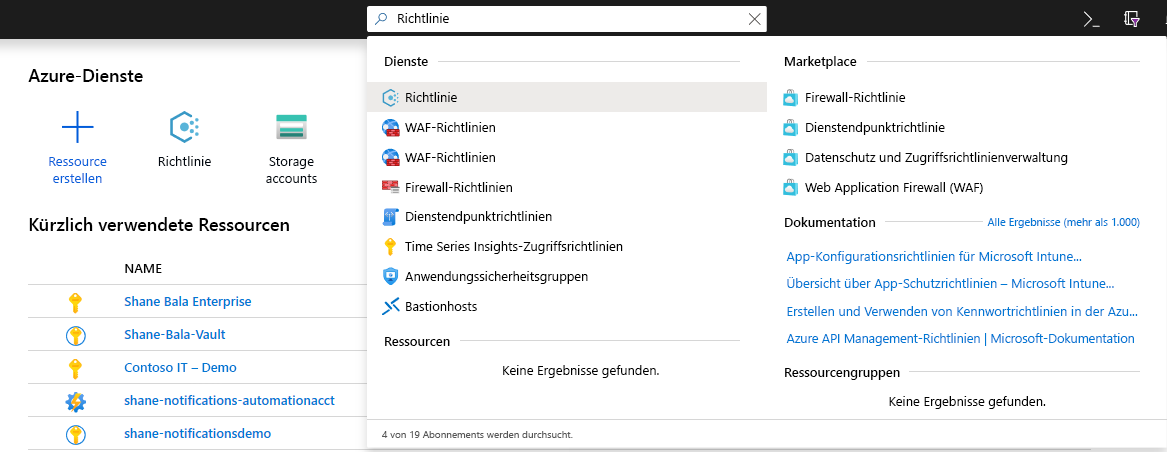 Richtlinie
Azure-Dienste
Ressource
erstellen
Richtlinie
Storage
accounts
Kürzlich verwendete Ressourcen
NAME
Shane Bala Enterprise
Shane-Bala-Vault
Contoso IT – Demo
shane-notifications-automationacct
shane-notificationsdemo
Dienste
Richtlinie
WAF-Richtlinien
WAF-Richtlinien
Firewall-Richtlinien
Dienstendpunktrichtlinien
Time Series Insights-Zugriffsrichtlinien
Anwendungssicherheitsgruppen
Bastionhosts
Ressourcen
Keine Ergebnisse gefunden.
Marketplace
Firewall-Richtlinie
Dienstendpunktrichtlinie
Datenschutz und Zugriffsrichtlinienverwaltung
Web Application Firewall (WAF)
Dokumentation
Alle Ergebnisse (mehr als 1.000)
App-Konfigurationsrichtlinien für Microsoft Intune...
Übersicht über App-Schutzrichtlinien – Microsoft Intune...
Erstellen und Verwenden von Kennwortrichtlinien in der Azu...
Azure API Management-Richtlinien | Microsoft-Dokumentation
Ressourcengruppen
Keine Ergebnisse gefunden.
4 von 19 Abonnements werden durchsucht.